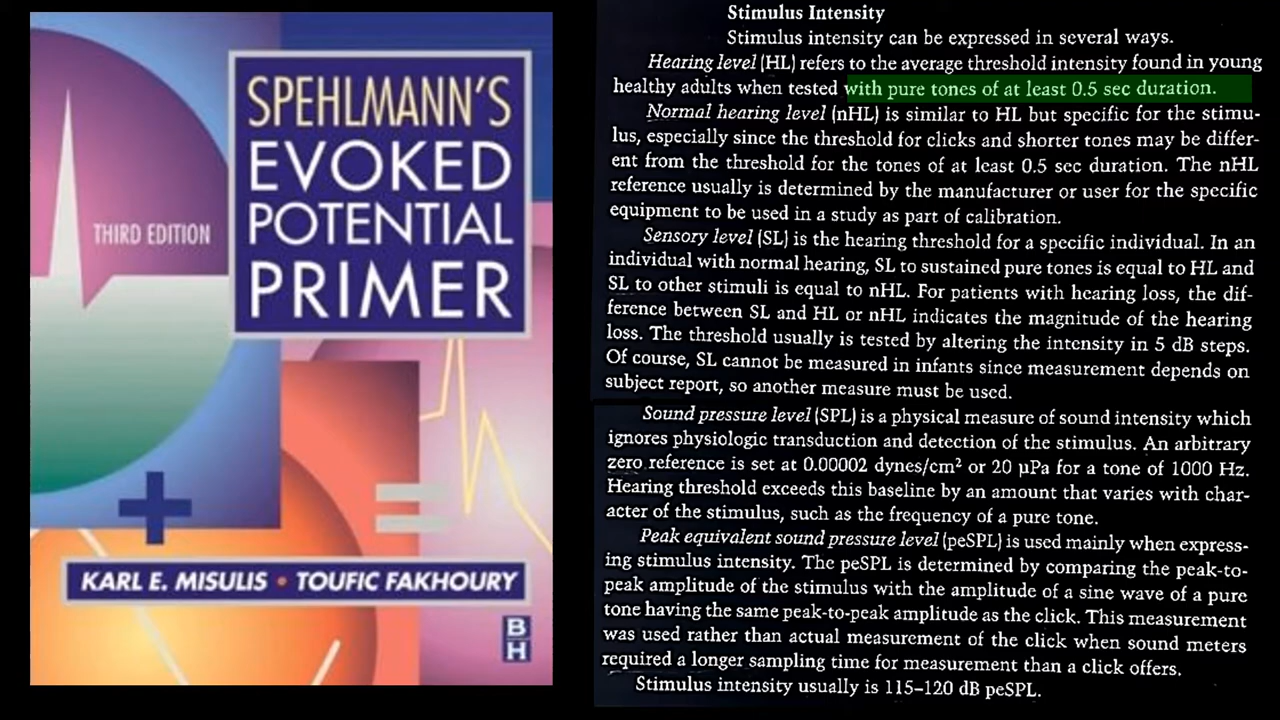 SPEHLMANN'S
EVOKED
POTENTIAL
PRIMER
THIRD EDITION
KARL E. MISULIS • TOUFIC FAKHOURY
B
H
Stimulus Intensity
Stimulus intensity can be expressed in several ways.
Hearing level (HL) refers to the average threshold intensity found in young
healthy adults when tested with pure tones of at least 0.5 sec duration.
Normal hearing level (nHL) is similar to HL but specific for the stimu-
lus, especially since the threshold for clicks and shorter tones may be differ-
ent from the threshold for the tones of at least 0.5 sec duration. The nHL
reference usually is determined by the manufacturer or user for the specific
equipment to be used in a study as part of calibration.
Sensory level (SL) is the hearing threshold for a specific individual. In an
individual with normal hearing, SL to sustained pure tones is equal to HL and
SL to other stimuli is equal to nHL. For patients with hearing loss, the dif-
ference between SL and HL or nHL indicates the magnitude of the hearing
loss. The threshold usually is tested by altering the intensity in 5 dB steps.
Of course, SL cannot be measured in infants since measurement depends on
subject report, so another measure must be used.
Sound pressure level (SPL) is a physical measure of sound intensity which
ignores physiologic transduction and detection of the stimulus. An arbitrary
zero reference is set at 0.00002 dynes/cm² or 20 µPa for a tone of 1000 Hz.
Hearing threshold exceeds this baseline by an amount that varies with char-
acter of the stimulus, such as the frequency of a pure tone.
Peak equivalent sound pressure level (peSPL) is used mainly when express-
ing stimulus intensity. The peSPL is determined by comparing the peak-to-
peak amplitude of the stimulus with the amplitude of a sine wave of a pure
tone having the same peak-to-peak amplitude as the click. This measurement
was used rather than actual measurement of the click when sound meters
required a longer sampling time for measurement than a click offers.
Stimulus intensity usually is 115–120 dB peSPL.